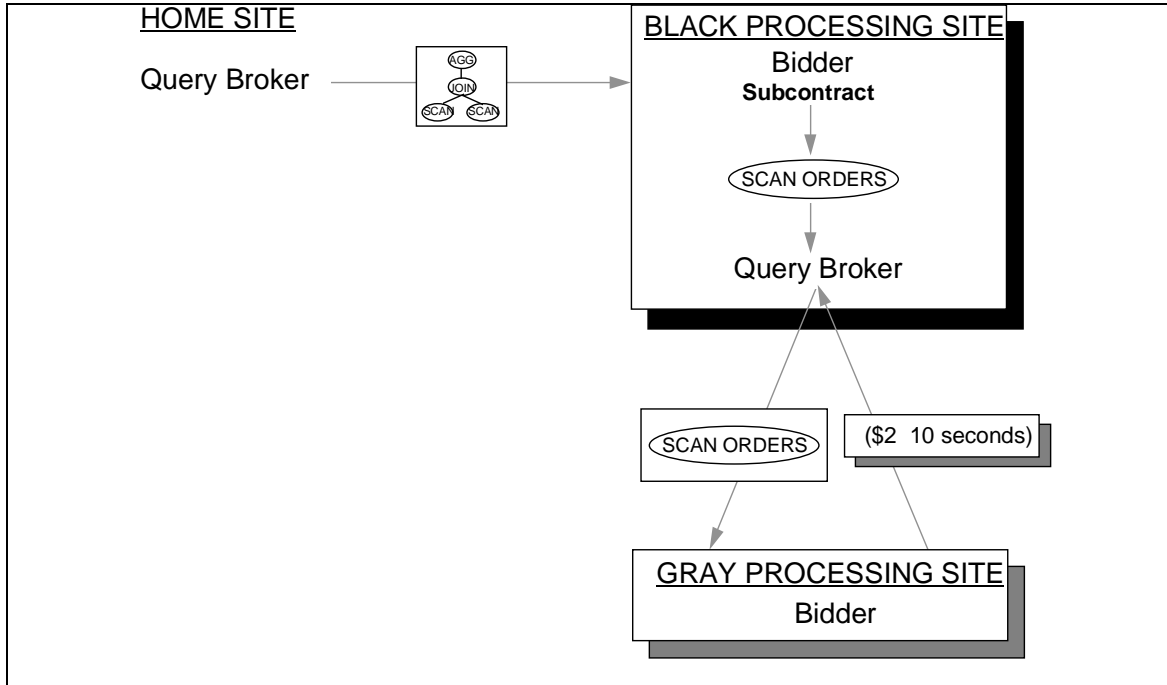 HOME SITE
Query Broker
AGG
JOIN
SCAN SCAN
BLACK PROCESSING SITE
Bidder
Subcontract
SCAN ORDERS
Query Broker
SCAN ORDERS
($2 10 seconds)
GRAY PROCESSING SITE
Bidder